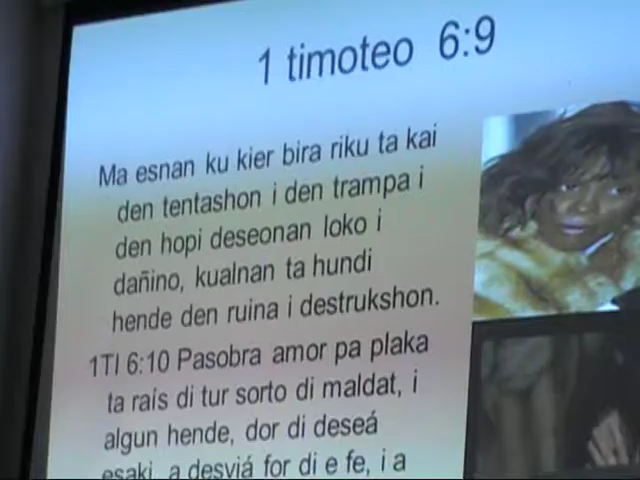 1 timoteo 6:9
Ma esnan ku kier bira riku ta kai
den tentashon i den trampa i
den hopi deseonan loko i
dañino, kualnan ta hundi
hende den ruina i destrukshon.
1TI 6:10 Pasobra amor pa plaka
ta raís di tur sorto di maldat, i
algun hende, dor di deseá
esaki, a desviá for di e fe, i a